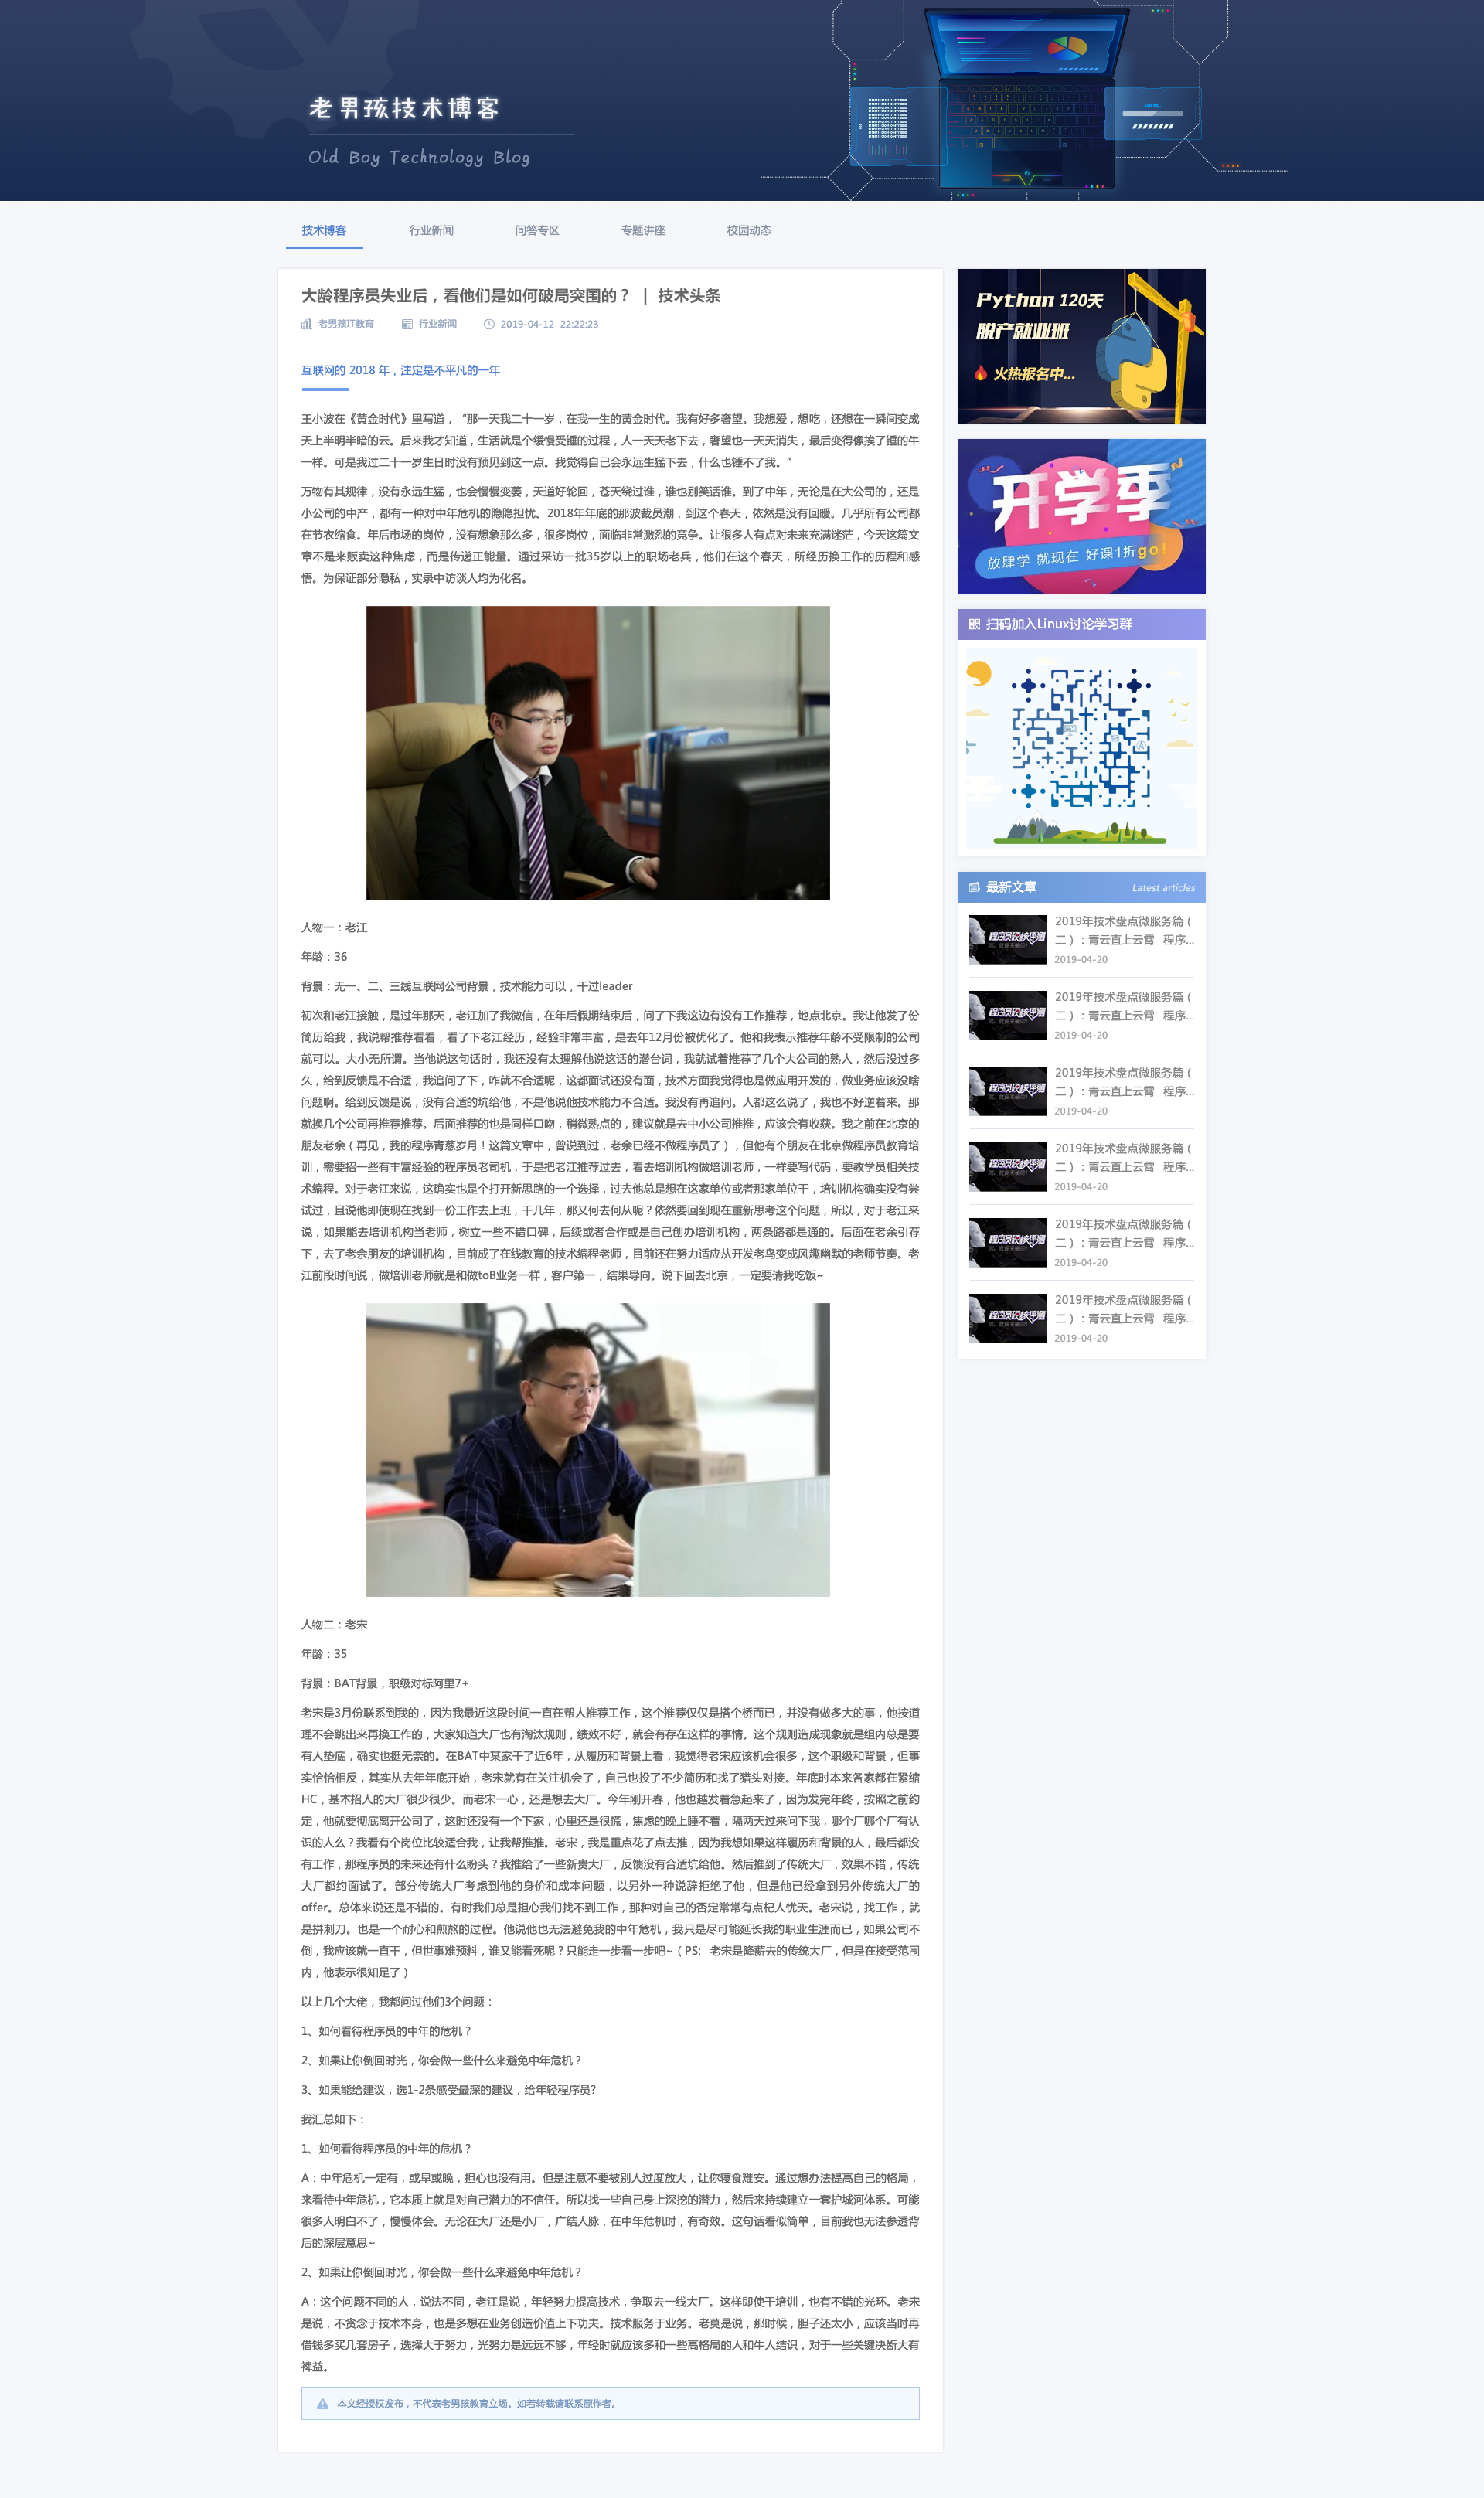 老男孩技术博客
Old Boy Technology Blog
技术博客
行业新闻
问答专区
专题讲座
校园动态
大龄程序员失业后，看他们是如何破局突围的？ | 技术头条
老男孩IT教育
行业新闻
2019-04-12 22:22:23
互联网的 2018 年，注定是不平凡的一年
王小波在《黄金时代》里写道，“那一天我二十一岁，在我一生的黄金时代。我有好多奢望。我想爱，想吃，还想在一瞬间变成
天上半明半暗的云。后来我才知道，生活就是个缓慢受锤的过程，人一天天老下去，奢望也一天天消失，最后变得像挨了锤的牛
一样。可是我过二十一岁生日时没有预见到这一点。我觉得自己会永远生猛下去，什么也锤不了我。”
万物有其规律，没有永远生猛，也会慢慢变萎，天道好轮回，苍天绕过谁，谁也别笑话谁。到了中年，无论是在大公司的，还是
小公司的中产，都有一种对中年危机的隐隐担忧。2018年年底的那波裁员潮，到这个春天，依然是没有回暖。几乎所有公司都
在节衣缩食。年后市场的岗位，没有想象那么多，很多岗位，面临非常激烈的竞争。让很多人有点对未来充满迷茫，今天这篇文
章不是来贩卖这种焦虑，而是传递正能量。通过采访一批35岁以上的职场老兵，他们在这个春天，所经历换工作的历程和感
悟。为保证部分隐私，实录中访谈人均为化名。
人物一：老江
年龄：36
背景：无一、二、三线互联网公司背景，技术能力可以，干过leader
初次和老江接触，是过年那天，老江加了我微信，在年后假期结束后，问了下我这边有没有工作推荐，地点北京。我让他发了份
简历给我，我说帮推荐看看，看了下老江经历，经验非常丰富，是去年12月份被优化了。他和我表示推荐年龄不受限制的公司
就可以。大小无所谓。当他说这句话时，我还没有太理解他说这话的潜台词，我就试着推荐了几个大公司的熟人，然后没过多
久，给到反馈是不合适，我追问了下，咋就不合适呢，这都面试还没有面，技术方面我觉得也是做应用开发的，做业务应该没啥
问题啊。给到反馈是说，没有合适的坑给他，不是他说他技术能力不合适。我没有再追问。人都这么说了，我也不好逆着来。那
就换几个公司再推荐推荐。后面推荐的也是同样口吻，稍微熟点的，建议就是去中小公司推推，应该会有收获。我之前在北京的
朋友老余（再见，我的程序青葱岁月！这篇文章中，曾说到过，老余已经不做程序员了），但他有个朋友在北京做程序员教育培
训，需要招一些有丰富经验的程序员老司机，于是把老江推荐过去，看去培训机构做培训老师，一样要写代码，要教学员相关技
术编程。对于老江来说，这确实也是个打开新思路的一个选择，过去他总是想在这家单位或者那家单位干，培训机构确实没有尝
试过，且说他即使现在找到一份工作去上班，干几年，那又何去何从呢？依然要回到现在重新思考这个问题，所以，对于老江来
说，如果能去培训机构当老师，树立一些不错口碑，后续或者合作或是自己创办培训机构，两条路都是通的。后面在老余引荐
下，去了老余朋友的培训机构，目前成了在线教育的技术编程老师，目前还在努力适应从开发老鸟变成风趣幽默的老师节奏。老
江前段时间说，做培训老师就是和做toB业务一样，客户第一，结果导向。说下回去北京，一定要请我吃饭~
人物二：老宋
年龄：35
背景：BAT背景，职级对标阿里7+
老宋是3月份联系到我的，因为我最近这段时间一直在帮人推荐工作，这个推荐仅仅是搭个桥而已，并没有做多大的事，他按道
理不会跳出来再换工作的，大家知道大厂也有淘汰规则，绩效不好，就会有存在这样的事情。这个规则造成现象就是组内总是要
有人垫底，确实也挺无奈的。在BAT中某家干了近6年，从履历和背景上看，我觉得老宋应该机会很多，这个职级和背景，但事
实恰恰相反，其实从去年年底开始，老宋就有在关注机会了，自己也投了不少简历和找了猎头对接。年底时本来各家都在紧缩
HC，基本招人的大厂很少很少。而老宋一心，还是想去大厂。今年刚开春，他也越发着急起来了，因为发完年终，按照之前约
定，他就要彻底离开公司了，这时还没有一个下家，心里还是很慌，焦虑的晚上睡不着，隔两天过来问下我，哪个厂哪个厂有认
识的人么？我看有个岗位比较适合我，让我帮推推。老宋，我是重点花了点去推，因为我想如果这样履历和背景的人，最后都没
有工作，那程序员的未来还有什么盼头？我推给了一些新贵大厂，反馈没有合适坑给他。然后推到了传统大厂，效果不错，传统
大厂都约面试了。部分传统大厂考虑到他的身价和成本问题，以另外一种说辞拒绝了他，但是他已经拿到另外传统大厂的
offer。总体来说还是不错的。有时我们总是担心我们找不到工作，那种对自己的否定常常有点杞人忧天。老宋说，找工作，就
是拼刺刀。也是一个耐心和煎熬的过程。他说他也无法避免我的中年危机，我只是尽可能延长我的职业生涯而已，如果公司不
倒，我应该就一直干，但世事难预料，谁又能看死呢？只能走一步看一步吧~（PS: 老宋是降薪去的传统大厂，但是在接受范围
内，他表示很知足了）
以上几个大佬，我都问过他们3个问题：
1、如何看待程序员的中年的危机？
2、如果让你倒回时光，你会做一些什么来避免中年危机？
3、如果能给建议，选1-2条感受最深的建议，给年轻程序员?
我汇总如下：
1、如何看待程序员的中年的危机？
A：中年危机一定有，或早或晚，担心也没有用。但是注意不要被别人过度放大，让你寝食难安。通过想办法提高自己的格局，
来看待中年危机，它本质上就是对自己潜力的不信任。所以找一些自己身上深挖的潜力，然后来持续建立一套护城河体系。可能
很多人明白不了，慢慢体会。无论在大厂还是小厂，广结人脉，在中年危机时，有奇效。这句话看似简单，目前我也无法参透背
后的深层意思~
2、如果让你倒回时光，你会做一些什么来避免中年危机？
A：这个问题不同的人，说法不同，老江是说，年轻努力提高技术，争取去一线大厂。这样即使干培训，也有不错的光环。老宋
是说，不贪念于技术本身，也是多想在业务创造价值上下功夫。技术服务于业务。老莫是说，那时候，胆子还太小，应该当时再
借钱多买几套房子，选择大于努力，光努力是远远不够，年轻时就应该多和一些高格局的人和牛人结识，对于一些关键决断大有
裨益。
本文经授权发布，不代表老男孩教育立场。如若转载请联系原作者。
Python 120天
脱产就业班
火热报名中...
开学季
放肆学 就现在 好课1折go!
扫码加入Linux讨论学习群
最新文章
Latest articles
2019年技术盘点微服务篇（
二）：青云直上云霄 程序...
2019-04-20
2019年技术盘点微服务篇（
二）：青云直上云霄 程序...
2019-04-20
2019年技术盘点微服务篇（
二）：青云直上云霄 程序...
2019-04-20
2019年技术盘点微服务篇（
二）：青云直上云霄 程序...
2019-04-20
2019年技术盘点微服务篇（
二）：青云直上云霄 程序...
2019-04-20
2019年技术盘点微服务篇（
二）：青云直上云霄 程序...
2019-04-20